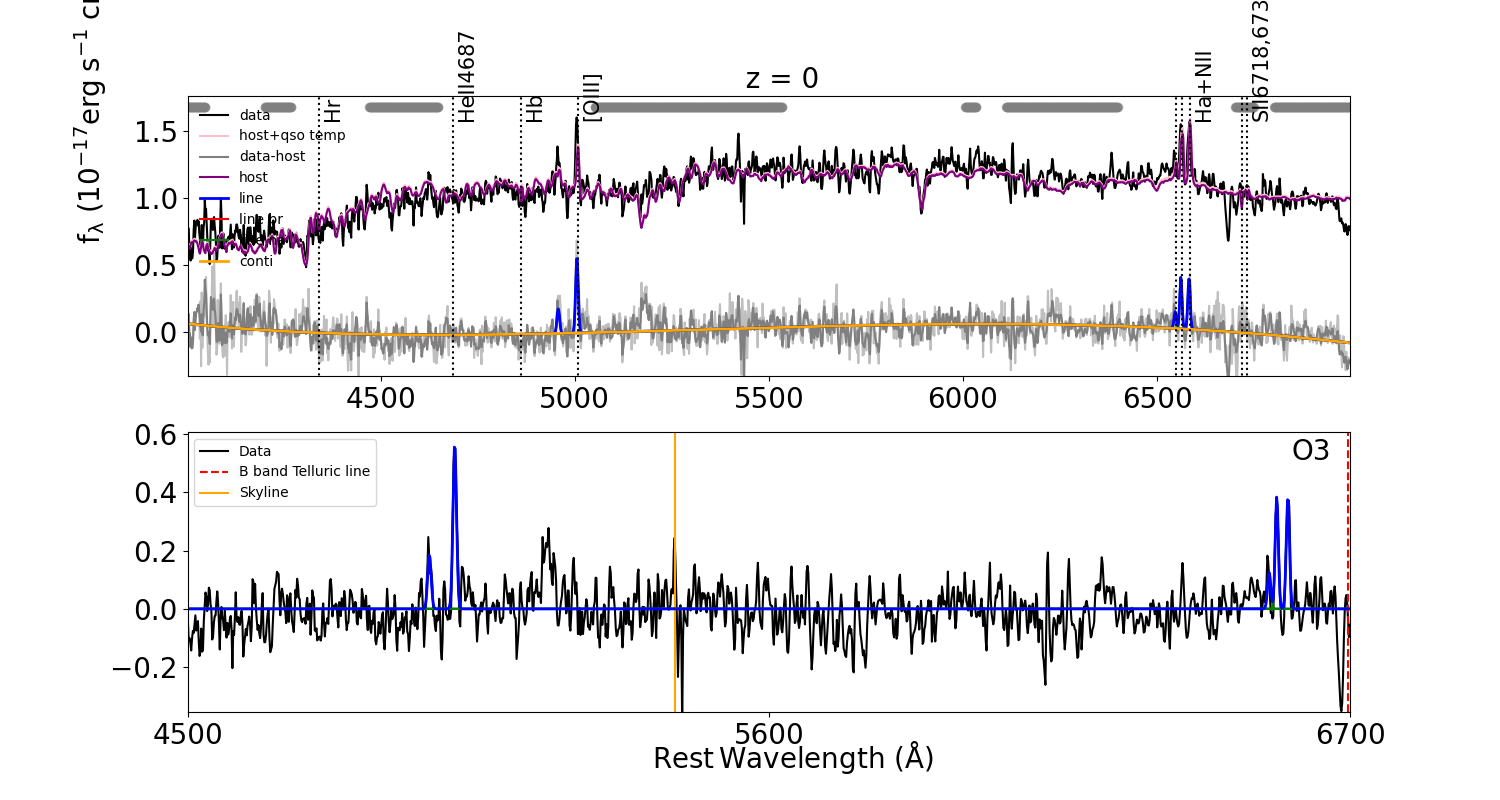 z = 0
Hr
HeII4687
Hb
[OIII]
Ha+NII
SII6718,673
data
host+qso temp
data-host
host
line
line br
conti
fλ (10−17erg s−1 c
1.5
1.0
0.5
0.0
4500
5000
5500
6000
6500
O3
Data
B band Telluric line
Skyline
0.6
0.4
0.2
0.0
−0.2
4500
5600
6700
Rest Wavelength (Å)